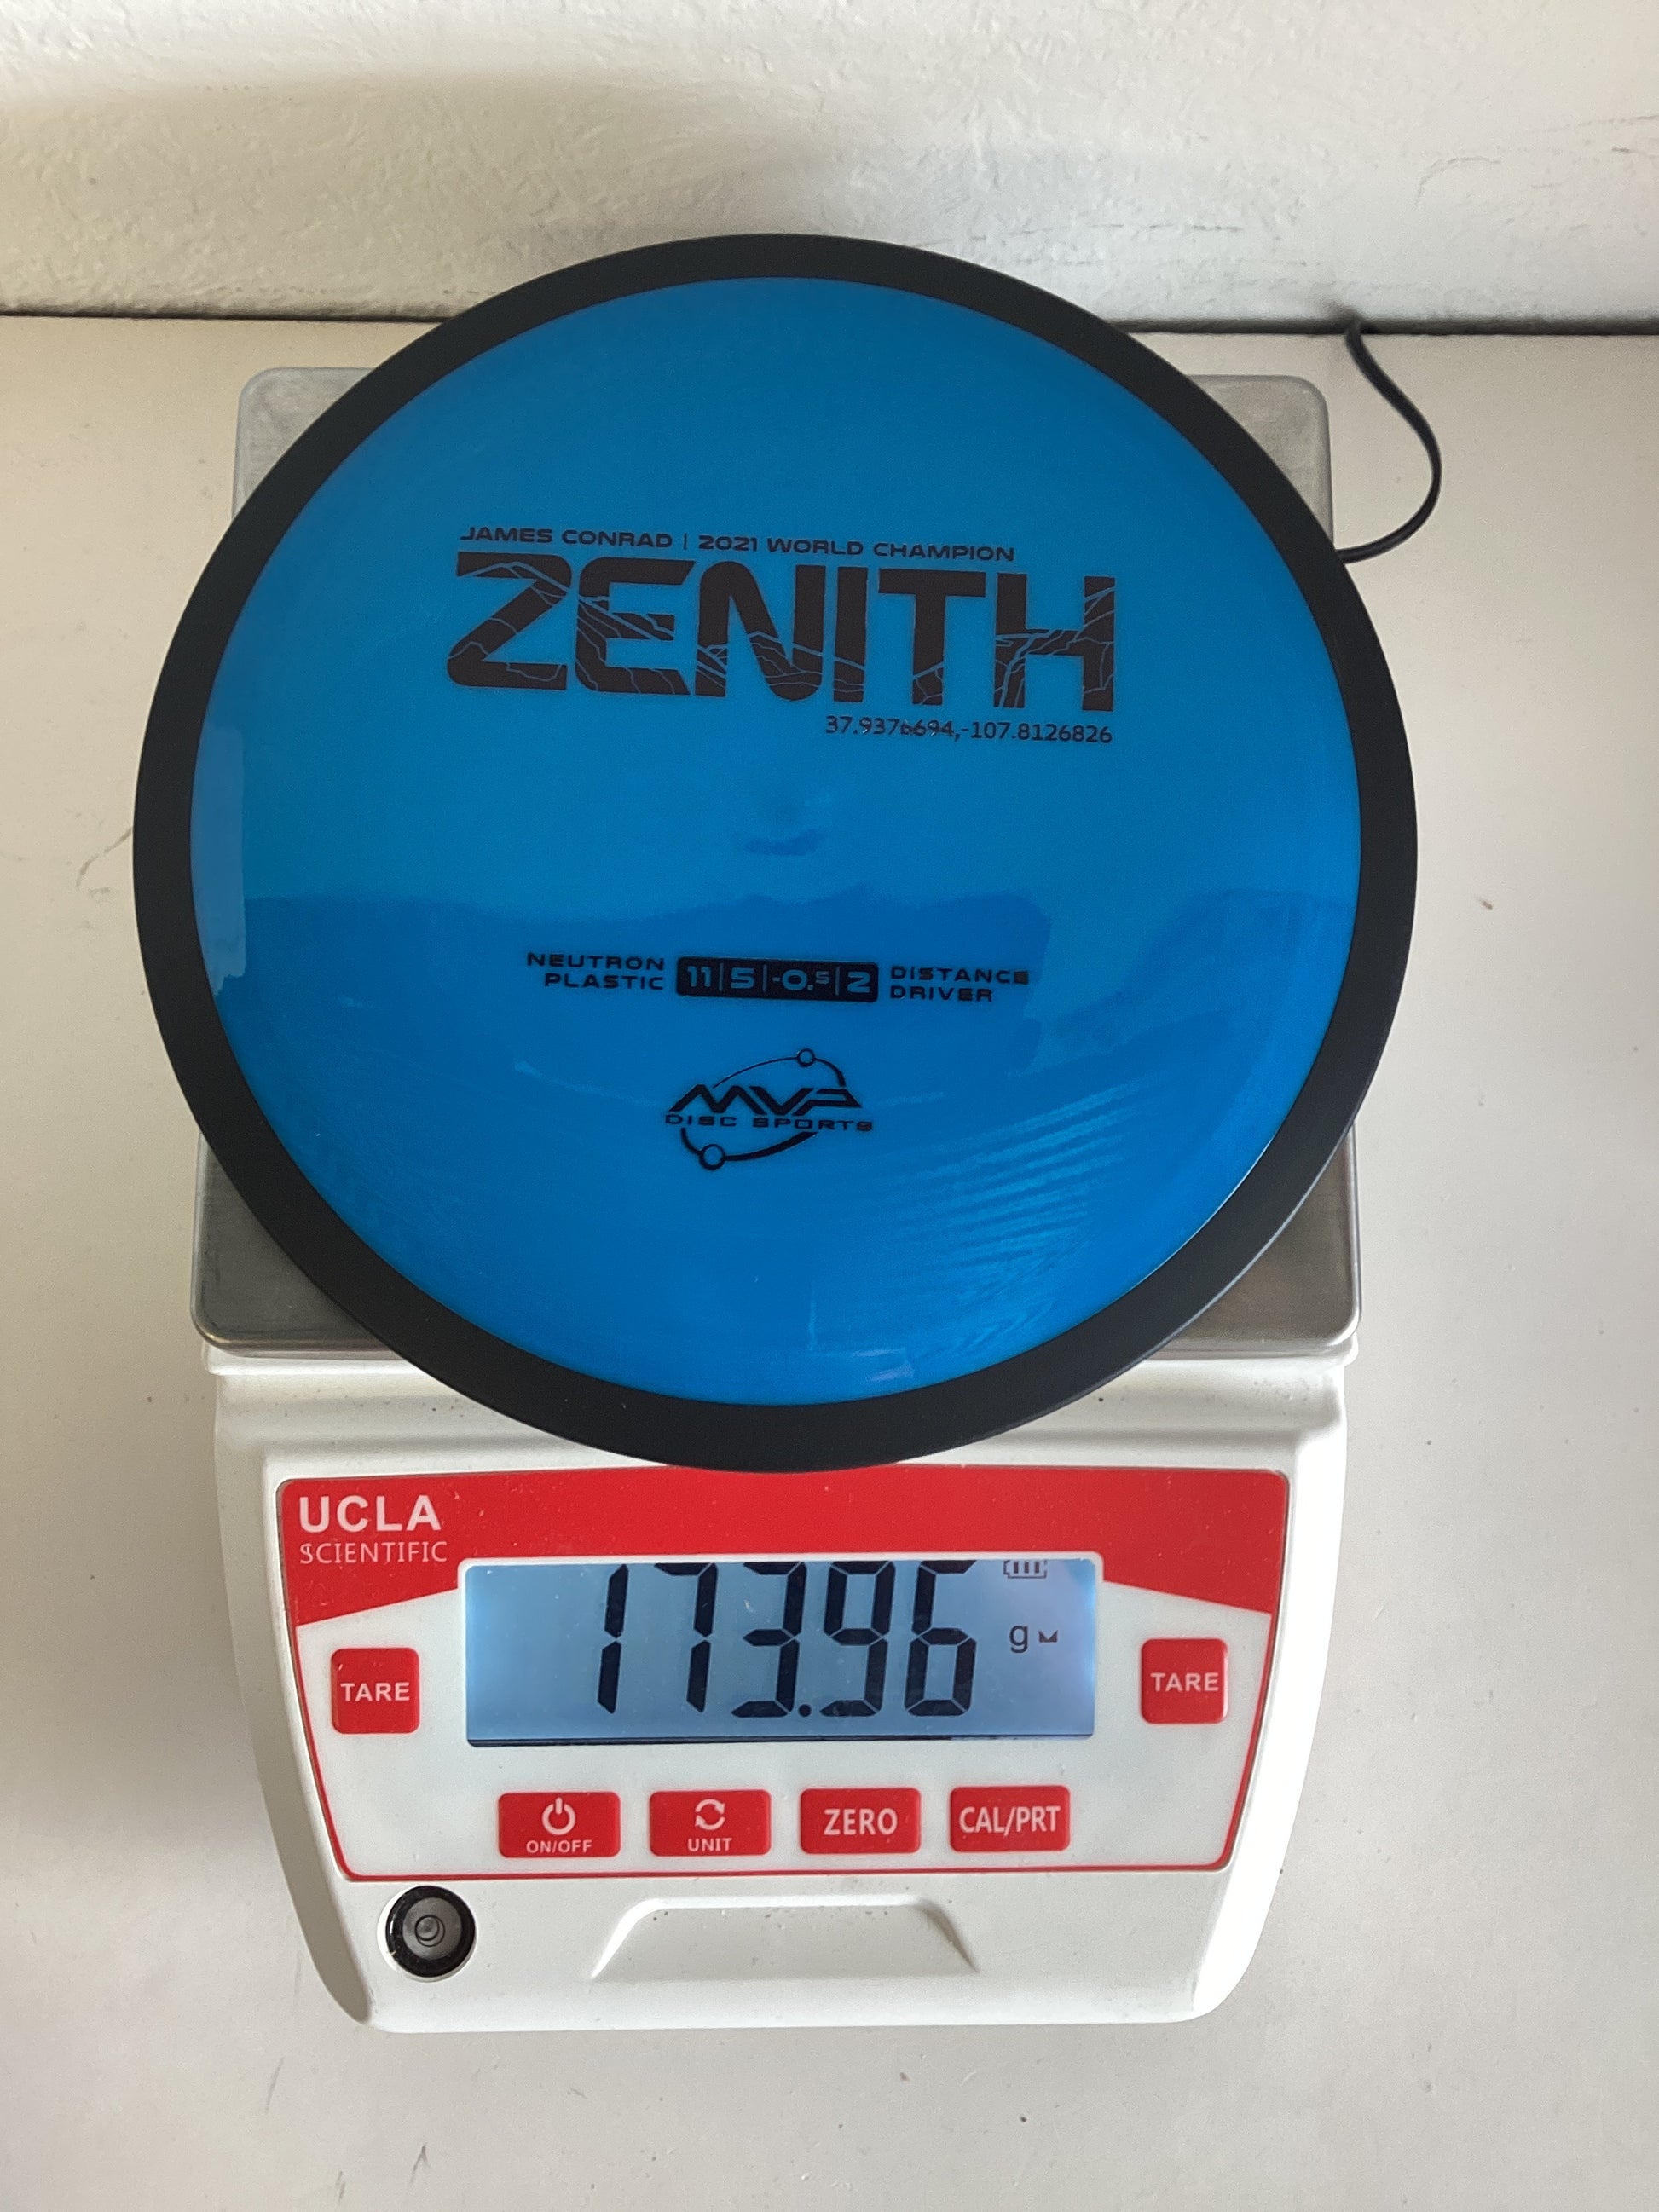 JAMES CONRAD | 2021 WORLD CHAMPION
ZENITH
37.9376694,-107.8126826
NEUTRON PLASTIC
11|5|-0.5|2
DISTANCE DRIVER
MVP
DISC SPORTS
UCLA
SCIENTIFIC
173.96 g
TARE
TARE
ON/OFF
UNIT
ZERO
CAL/PRT